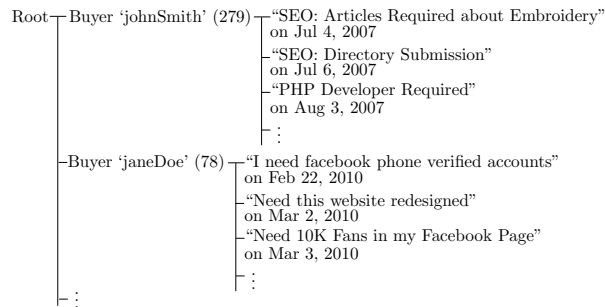 Root Buyer ‘johnSmith’ (279) “SEO: Articles Required about Embroidery”
on Jul 4, 2007
“SEO: Directory Submission”
on Jul 6, 2007
“PHP Developer Required”
on Aug 3, 2007
⋮
Buyer ‘janeDoe’ (78) “I need facebook phone verified accounts”
on Feb 22, 2010
“Need this website redesigned”
on Mar 2, 2010
“Need 10K Fans in my Facebook Page”
on Mar 3, 2010
⋮
⋮